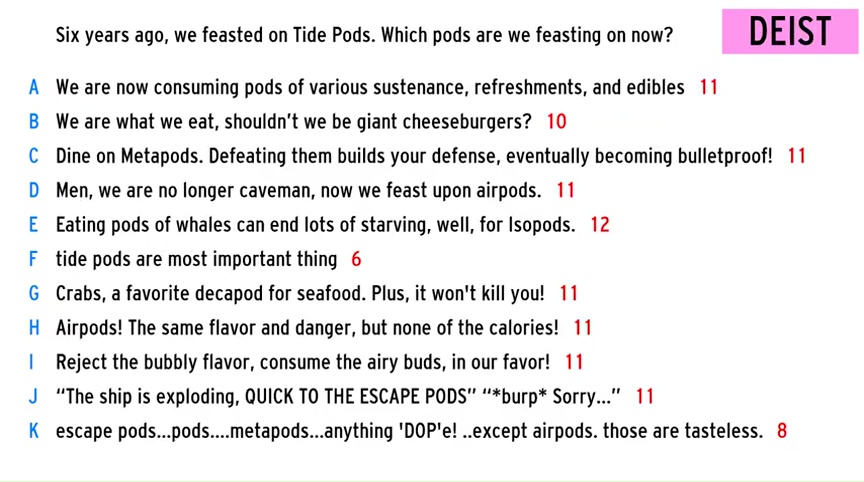 Six years ago, we feasted on Tide Pods. Which pods are we feasting on now?
DEIST
A We are now consuming pods of various sustenance, refreshments, and edibles 11
B We are what we eat, shouldn't we be giant cheeseburgers? 10
C Dine on Metapods. Defeating them builds your defense, eventually becoming bulletproof! 11
D Men, we are no longer caveman, now we feast upon airpods. 11
E Eating pods of whales can end lots of starving, well, for Isopods. 12
F tide pods are most important thing 6
G Crabs, a favorite decapod for seafood. Plus, it won't kill you! 11
H Airpods! The same flavor and danger, but none of the calories! 11
I Reject the bubbly flavor, consume the airy buds, in our favor! 11
J “The ship is exploding, QUICK TO THE ESCAPE PODS” “*burp* Sorry...” 11
K escape pods...pods....metapods...anything 'DOP'e! ..except airpods. those are tasteless. 8